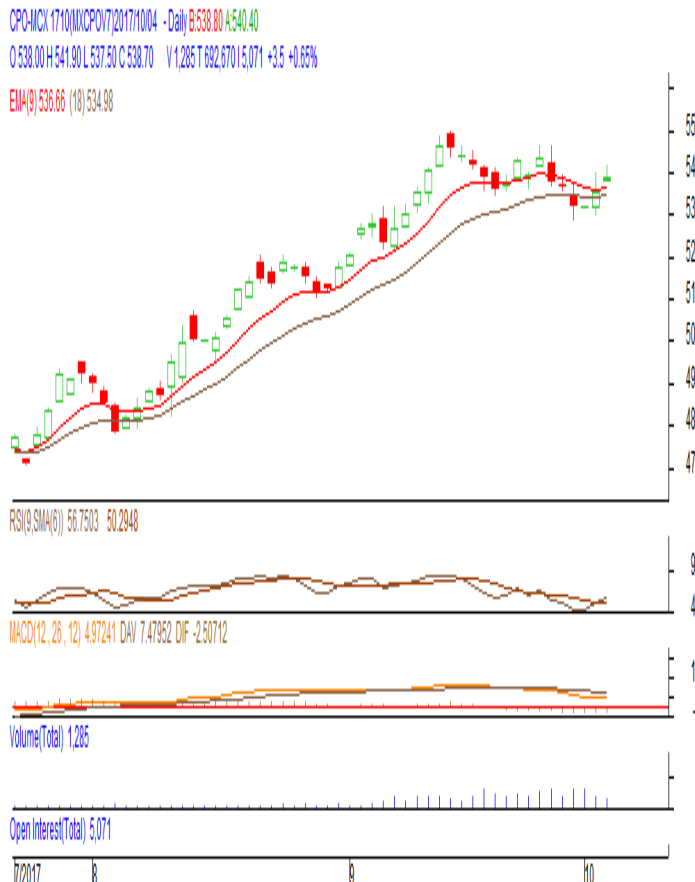 CPO-MCX 1710(MXCPOV7)2017/10/04 - Daily B:538.80 A:540.40
O 538.00 H 541.90 L 537.50 C 538.70 V 1,285 T 692,670 I 5,071 +3.5 +0.65%
EMA(9) 536.66 (18) 534.98
55
54
53
52
51
50
49
48
47
RSI(9,SMA(6)) 56.7503 50.2948
9
4
MACD(12 , 26 , 12) 4.97241 DAV 7.47952 DIF -2.50712
1
-
Volume(Total) 1,285
Open Interest(Total) 5,071
7/2017 8 9 10